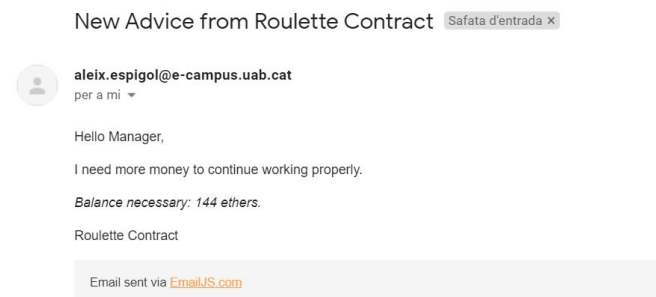 New Advice from Roulette Contract Safata d'entrada ×
aleix.espigol@e-campus.uab.cat
per a mi
Hello Manager,
I need more money to continue working properly.
Balance necessary: 144 ethers.
Roulette Contract
Email sent via EmailJS.com